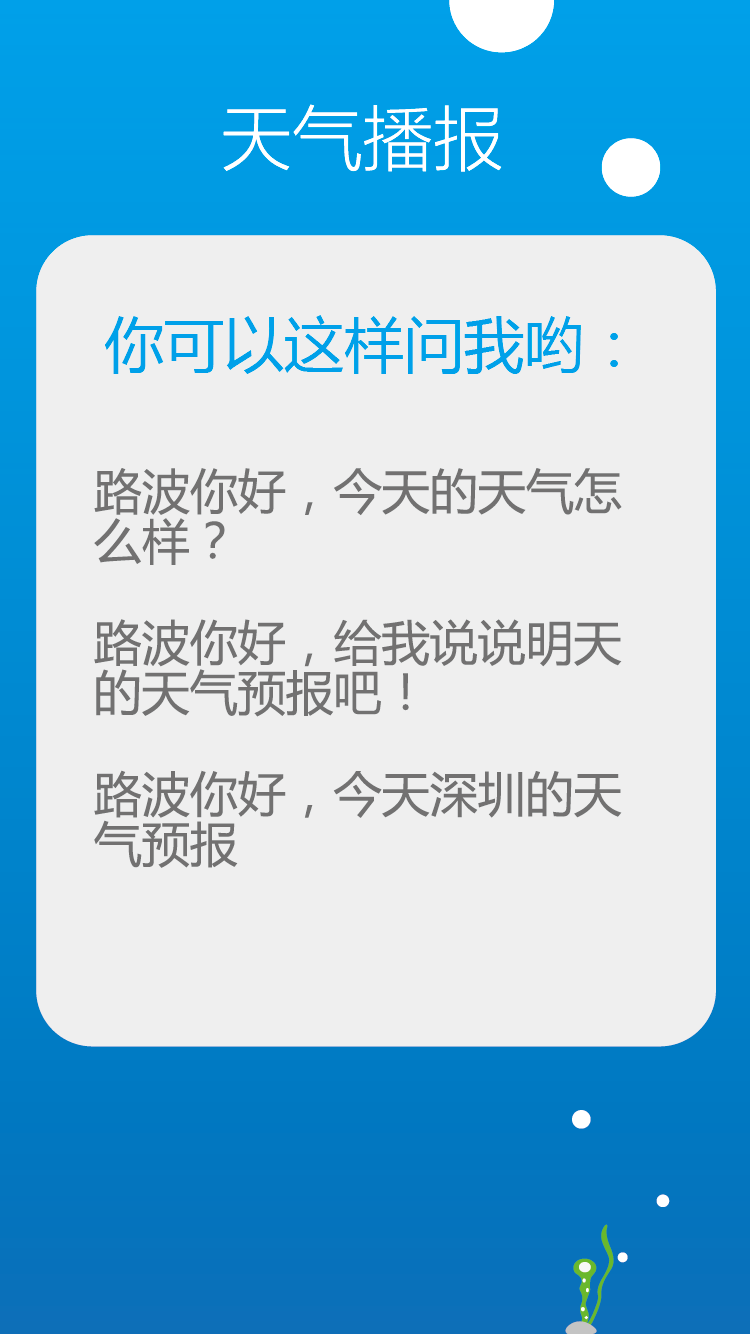 天气播报
你可以这样问我哟：
路波你好，今天的天气怎
么样？
路波你好，给我说说明天
的天气预报吧！
路波你好，今天深圳的天
气预报